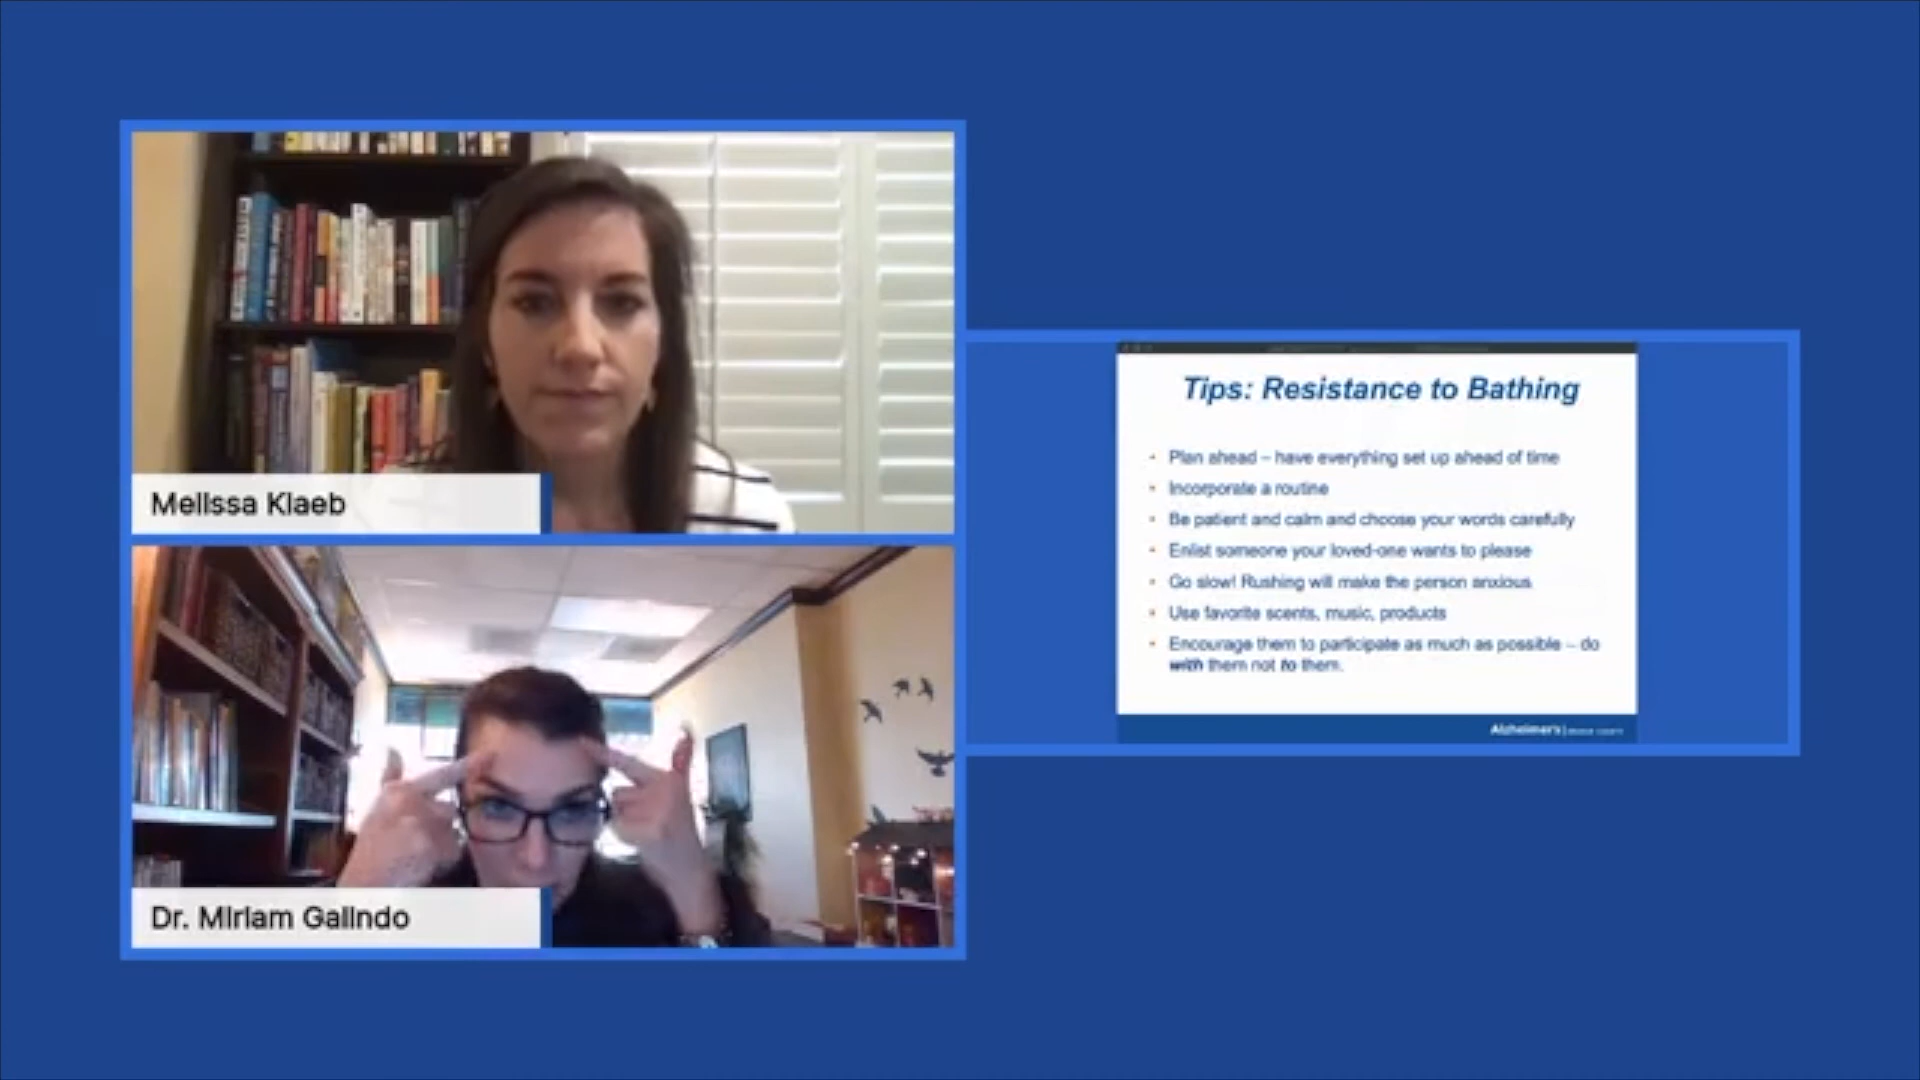 Melissa Klaeb
Dr. Miriam Galindo
Tips: Resistance to Bathing
• Plan ahead – have everything set up ahead of time
• Incorporate a routine
• Be patient and calm and choose your words carefully
• Enlist someone your loved-one wants to please
• Go slow! Rushing will make the person anxious.
• Use favorite scents, music, products
• Encourage them to participate as much as possible – do
with them not to them.
Alzheimer's |